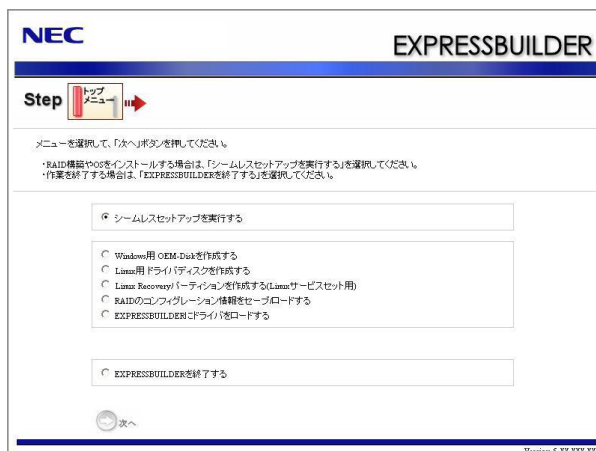 NEC
EXPRESSBUILDER
Step
トップ
メニュー
メニューを選択して、「次へ」ボタンを押してください。
・RAID構築やOSをインストールする場合は、「シームレスセットアップを実行する」を選択してください。
・作業を終了する場合は、「EXPRESSBUILDERを終了する」を選択してください。
シームレスセットアップを実行する
Windows用 OEM-Diskを作成する
Linux用 ドライバディスクを作成する
Linux Recoveryパーティションを作成する(Linuxサービスセット用)
RAIDのコンフィグレーション情報をセーブ/ロードする
EXPRESSBUILDERにドライバをロードする
EXPRESSBUILDERを終了する
次へ